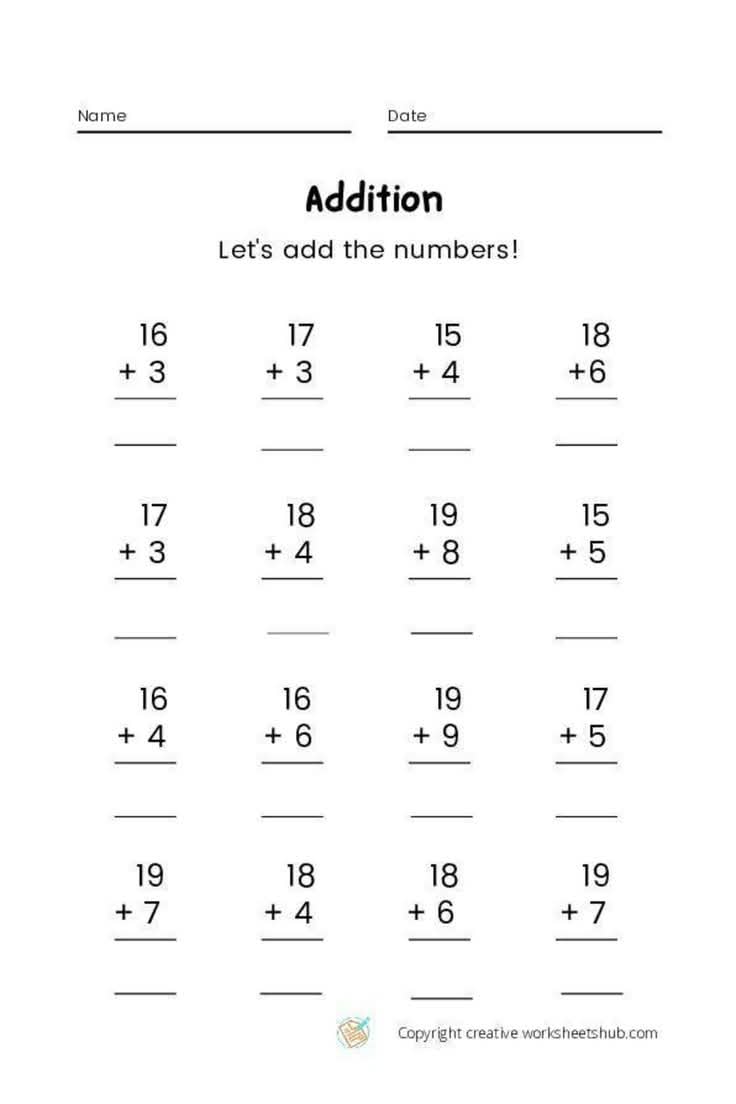 Name Date
Addition
Let's add the numbers!
16 17 15 18
+ 3 + 3 + 4 +6
17 18 19 15
+ 3 + 4 + 8 + 5
16 16 19 17
+ 4 + 6 + 9 + 5
19 18 18 19
+ 7 + 4 + 6 + 7
Copyright creative worksheetshub.com